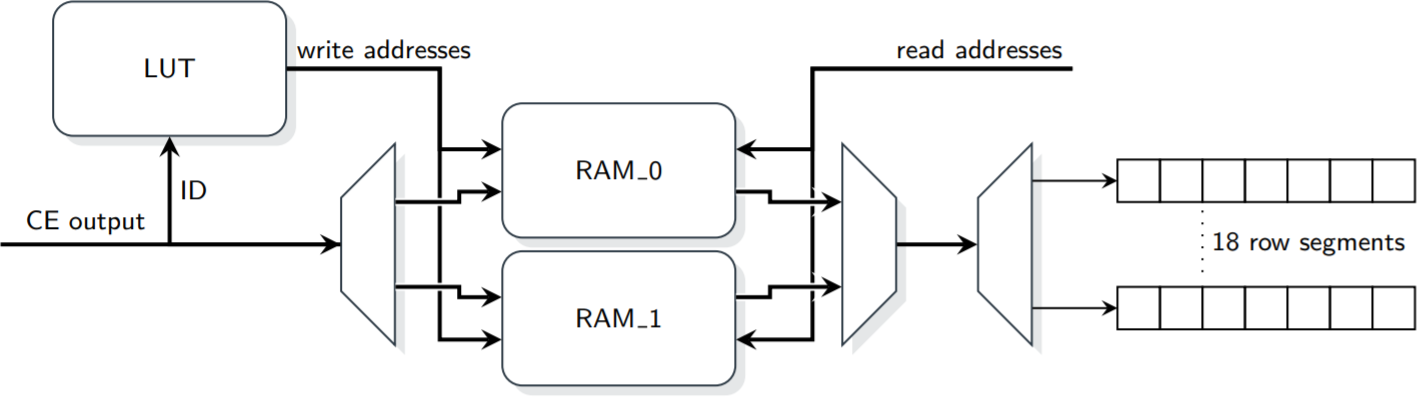 write addresses
read addresses
LUT
RAM_0
ID
CE output
18 row segments
RAM_1